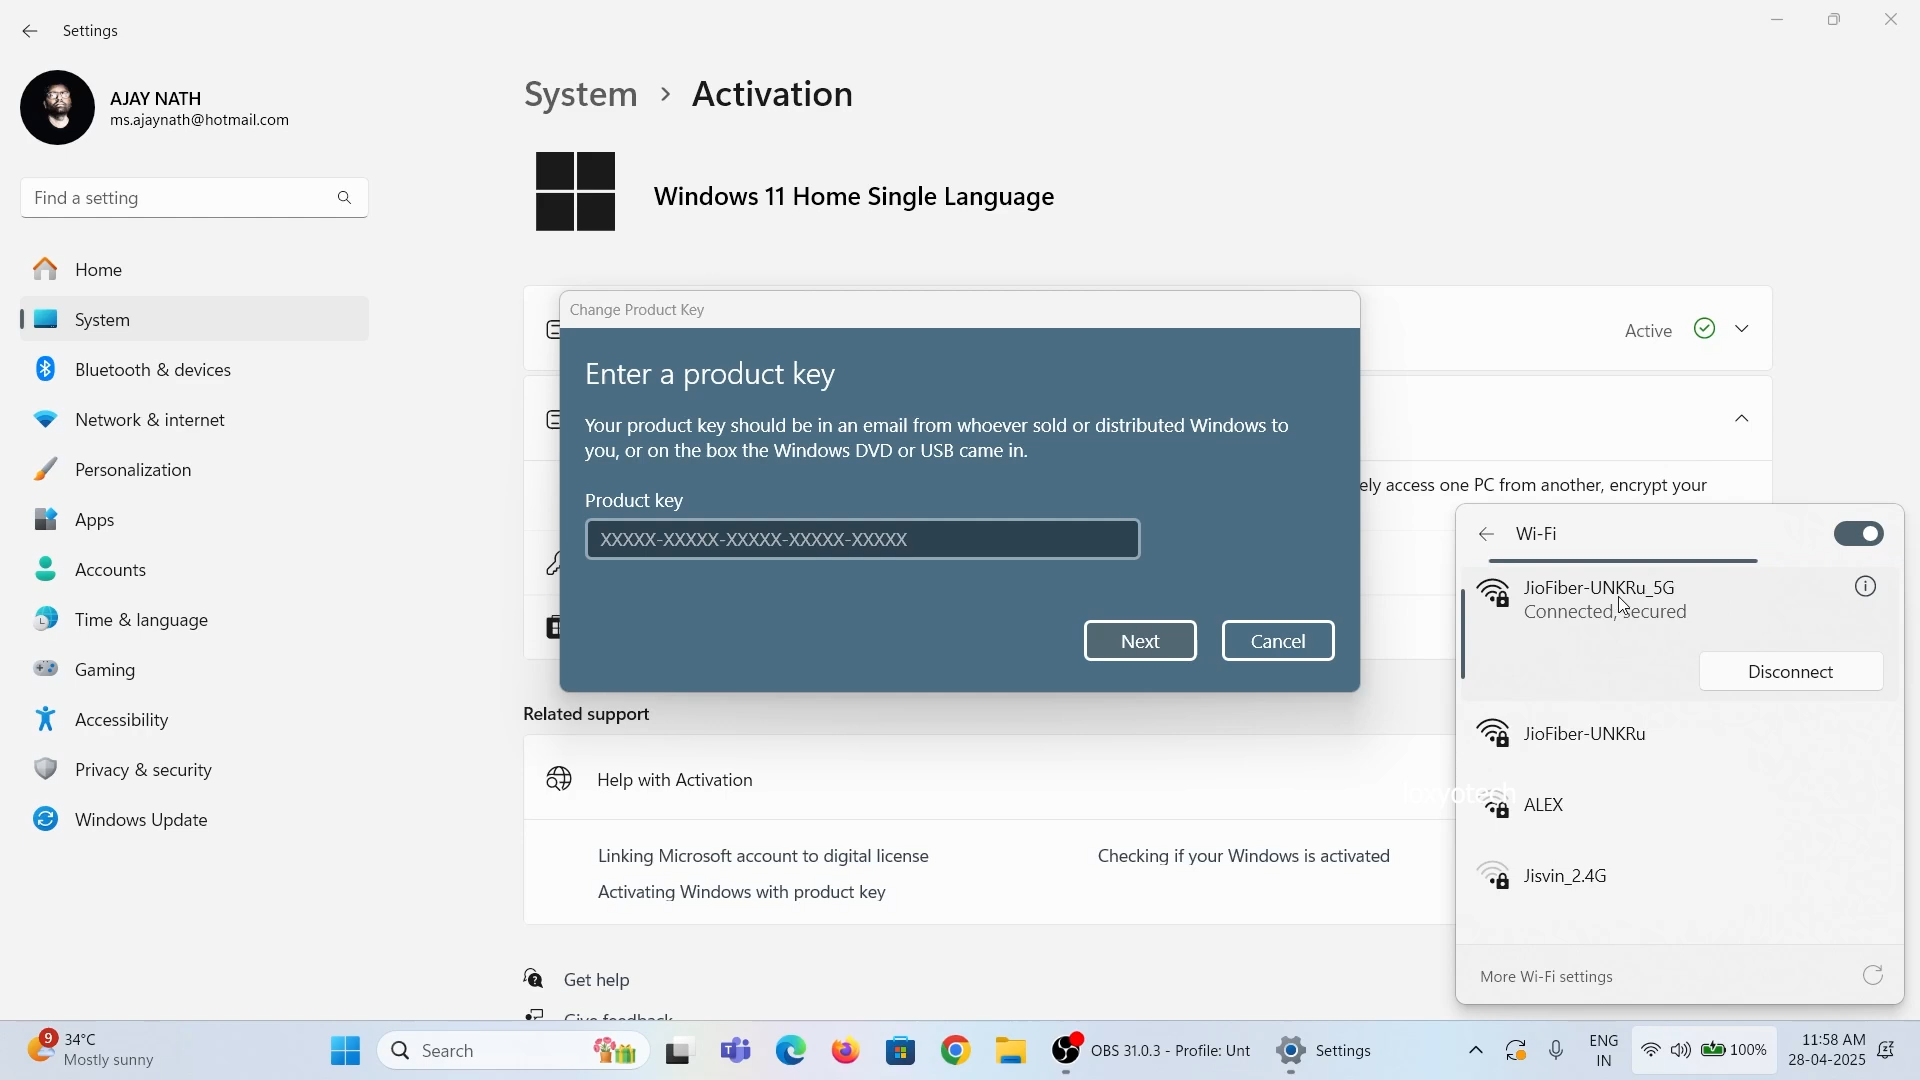 Settings
AJAY NATH
ms.ajaynath@hotmail.com
Find a setting
Home
System
Bluetooth & devices
Network & internet
Personalization
Apps
Accounts
Time & language
Gaming
Accessibility
Privacy & security
Windows Update
System > Activation
Windows 11 Home Single Language
Active
Change Product Key
Enter a product key
Your product key should be in an email from whoever sold or distributed Windows to
you, or on the box the Windows DVD or USB came in.
Product key
XXXXX-XXXXX-XXXXX-XXXXX-XXXXX
Next
Cancel
ely access one PC from another, encrypt your
Related support
Help with Activation
Linking Microsoft account to digital license
Checking if your Windows is activated
Activating Windows with product key
Get help
Give feedback
Wi-Fi
JioFiber-UNKRu_5G
Connected, secured
Disconnect
JioFiber-UNKRu
ALEX
Jisvin_2.4G
More Wi-Fi settings
9
34°C
Mostly sunny
Search
OBS 31.0.3 - Profile: Unt
Settings
ENG
IN
100%
11:58 AM
28-04-2025